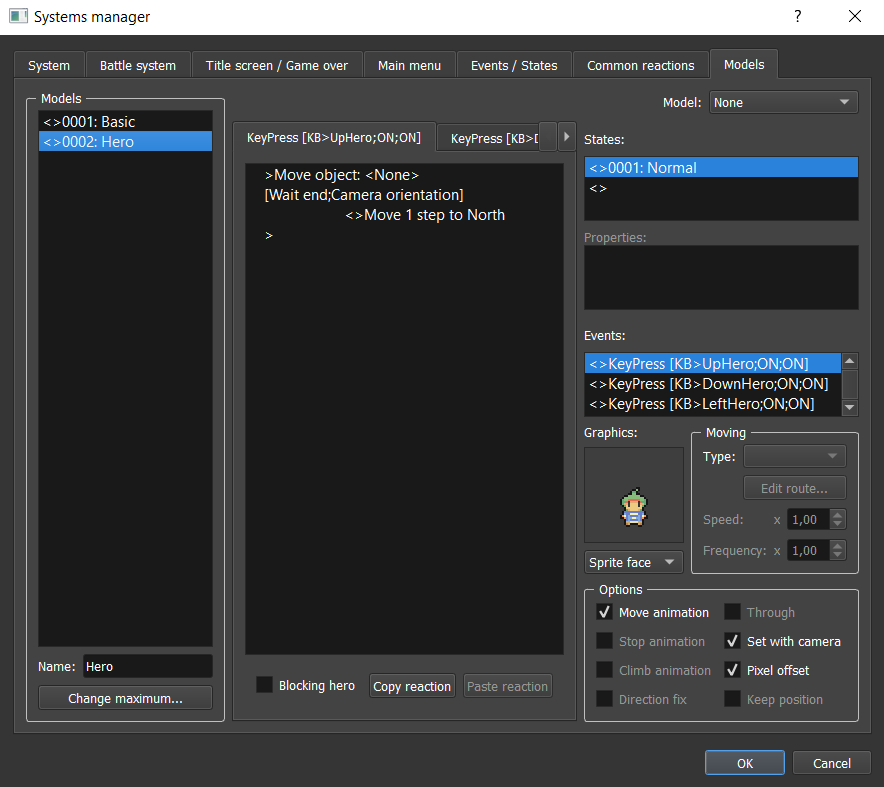 Systems manager
?
System
Battle system
Title screen / Game over
Main menu
Events / States
Common reactions
Models
Models
<>0001: Basic
<>0002: Hero
Name:
Hero
Change maximum...
KeyPress [KB>UpHero;ON;ON]
KeyPress [KB>D
>Move object: <None>
[Wait end;Camera orientation]
<>Move 1 step to North
>
Blocking hero
Copy reaction
Paste reaction
Model:
None
States:
<>0001: Normal
<>
Properties:
Events:
<>KeyPress [KB>UpHero;ON;ON]
<>KeyPress [KB>DownHero;ON;ON]
<>KeyPress [KB>LeftHero;ON;ON]
Graphics:
Sprite face
Moving
Type:
Edit route...
Speed:
x
1,00
Frequency:
x
1,00
Options
Move animation
Through
Stop animation
Set with camera
Climb animation
Pixel offset
Direction fix
Keep position
OK
Cancel